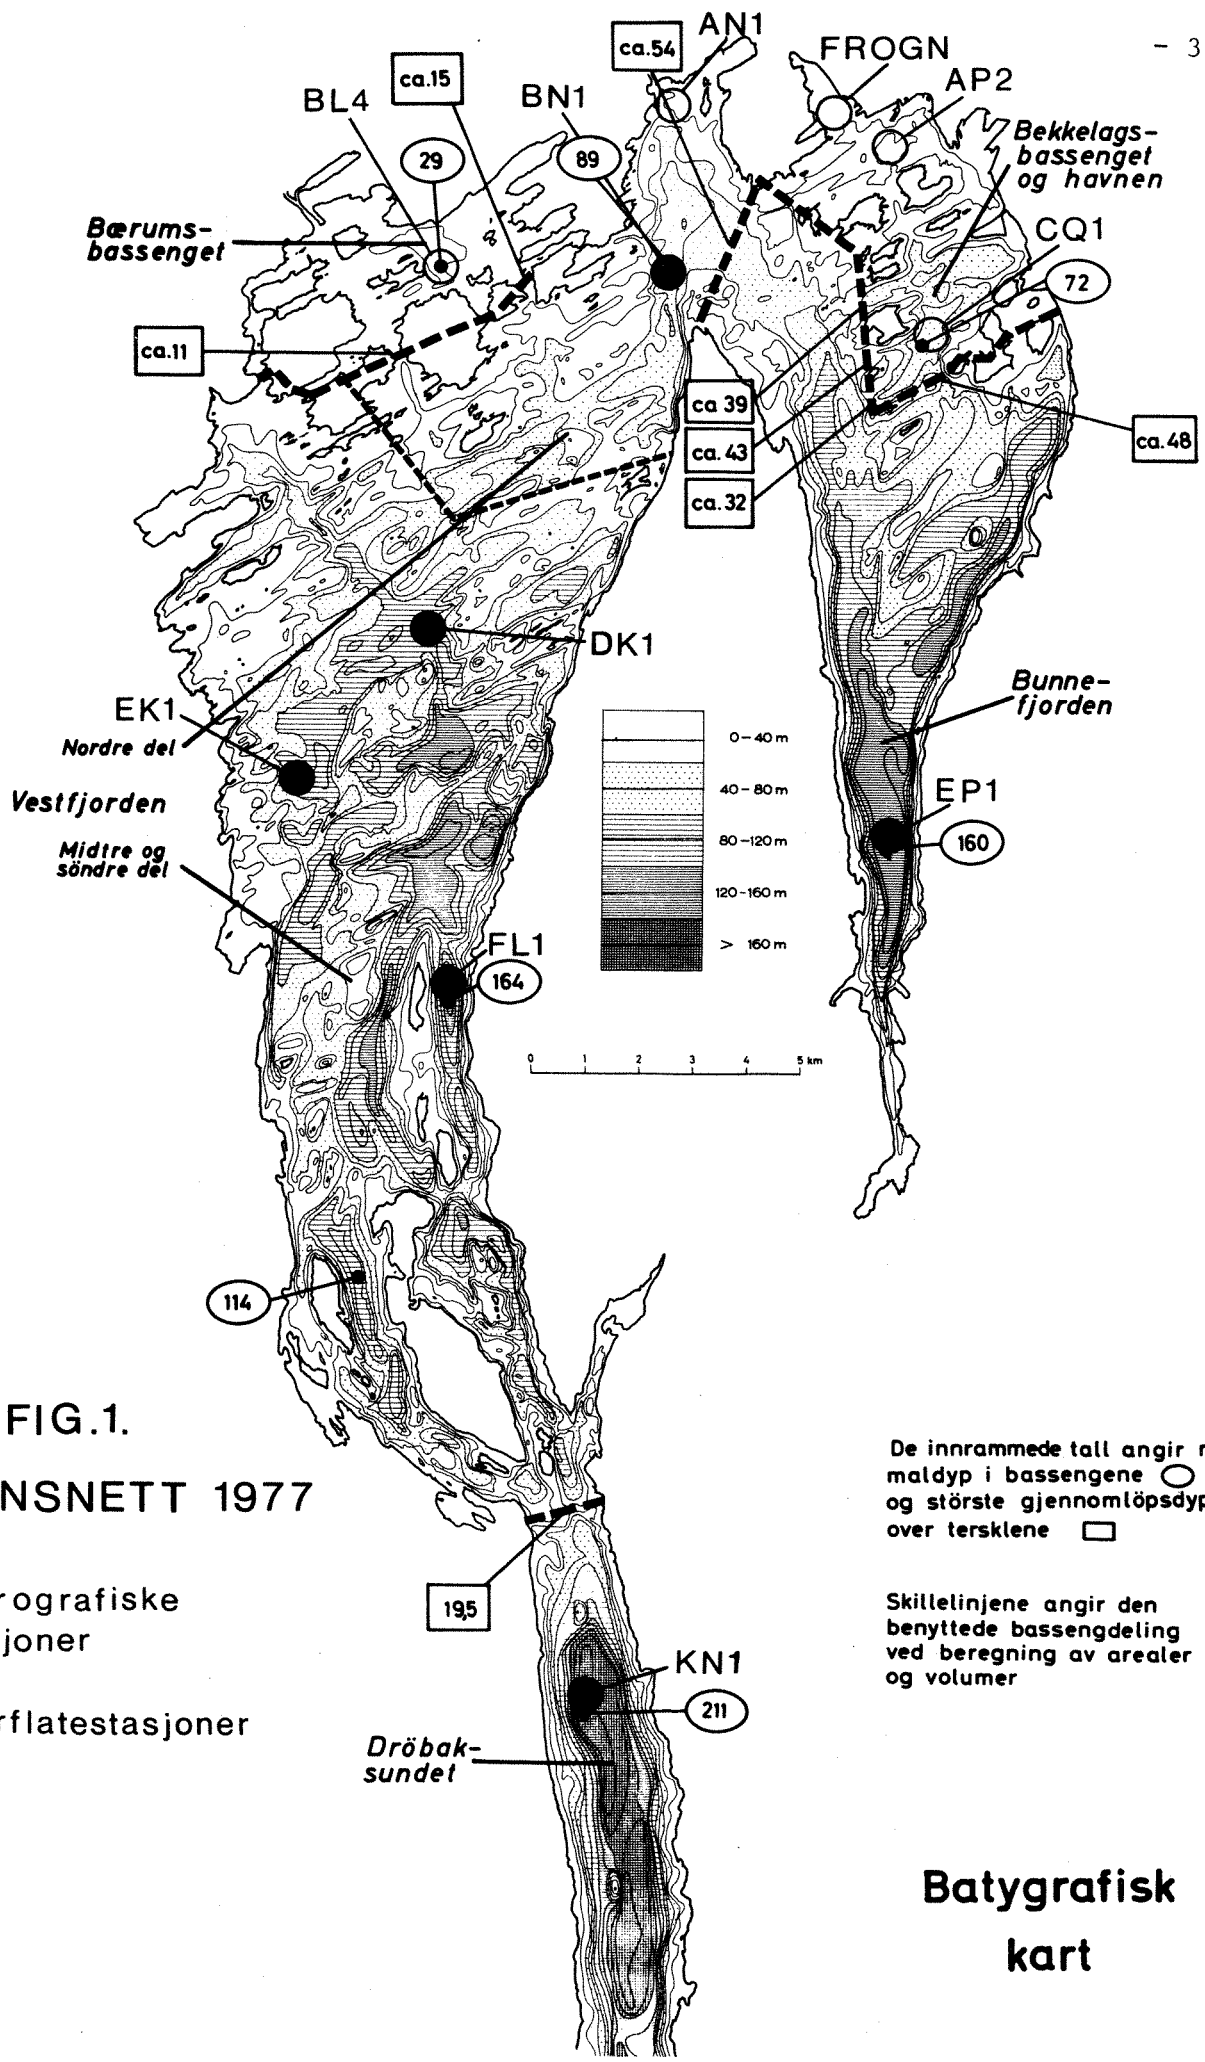 - 3
AN1
ca.54
FROGN
ca.15
AP2
BL4
BN1
Bekkelags-
bassenget
og havnen
29
89
Bærums-
bassenget
CQ1
72
ca.11
ca 39
ca.43
ca.48
ca.32
DK1
EK1
Nordre del
Bunne-
fjorden
0-40 m
Vestfjorden
40-80 m
EP1
Midtre og
söndre del
80-120 m
160
120-160 m
> 160 m
FL1
164
0 1 2 3 4 5 km
114
FIG.1.
NSNETT 1977
De innrammede tall angir
maldyp i bassengene
og störste gjennomlöpsdyp
over tersklene
rografiske
sjoner
19,5
Skillelinjene angir den
benyttede bassengdeling
ved beregning av arealer
og volumer
KN1
211
rflatestasjoner
Dröbak-
sundet
Batygrafisk
kart